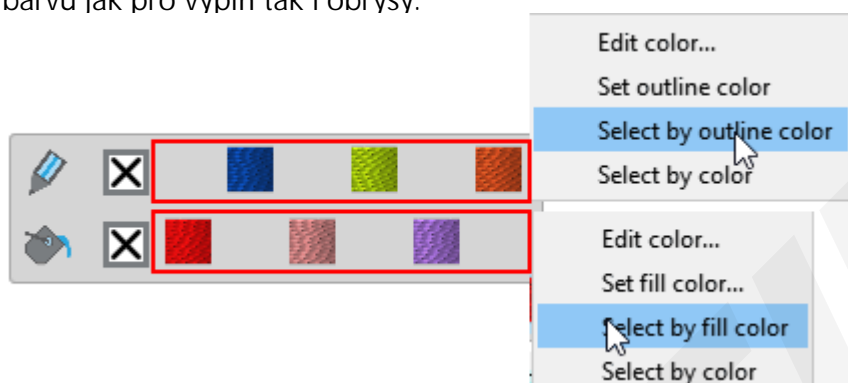 barvu jak pro výplň tak i obrysy.
Edit color...
Set outline color
Select by outline color
Select by color
Edit color...
Set fill color...
Select by fill color
Select by color